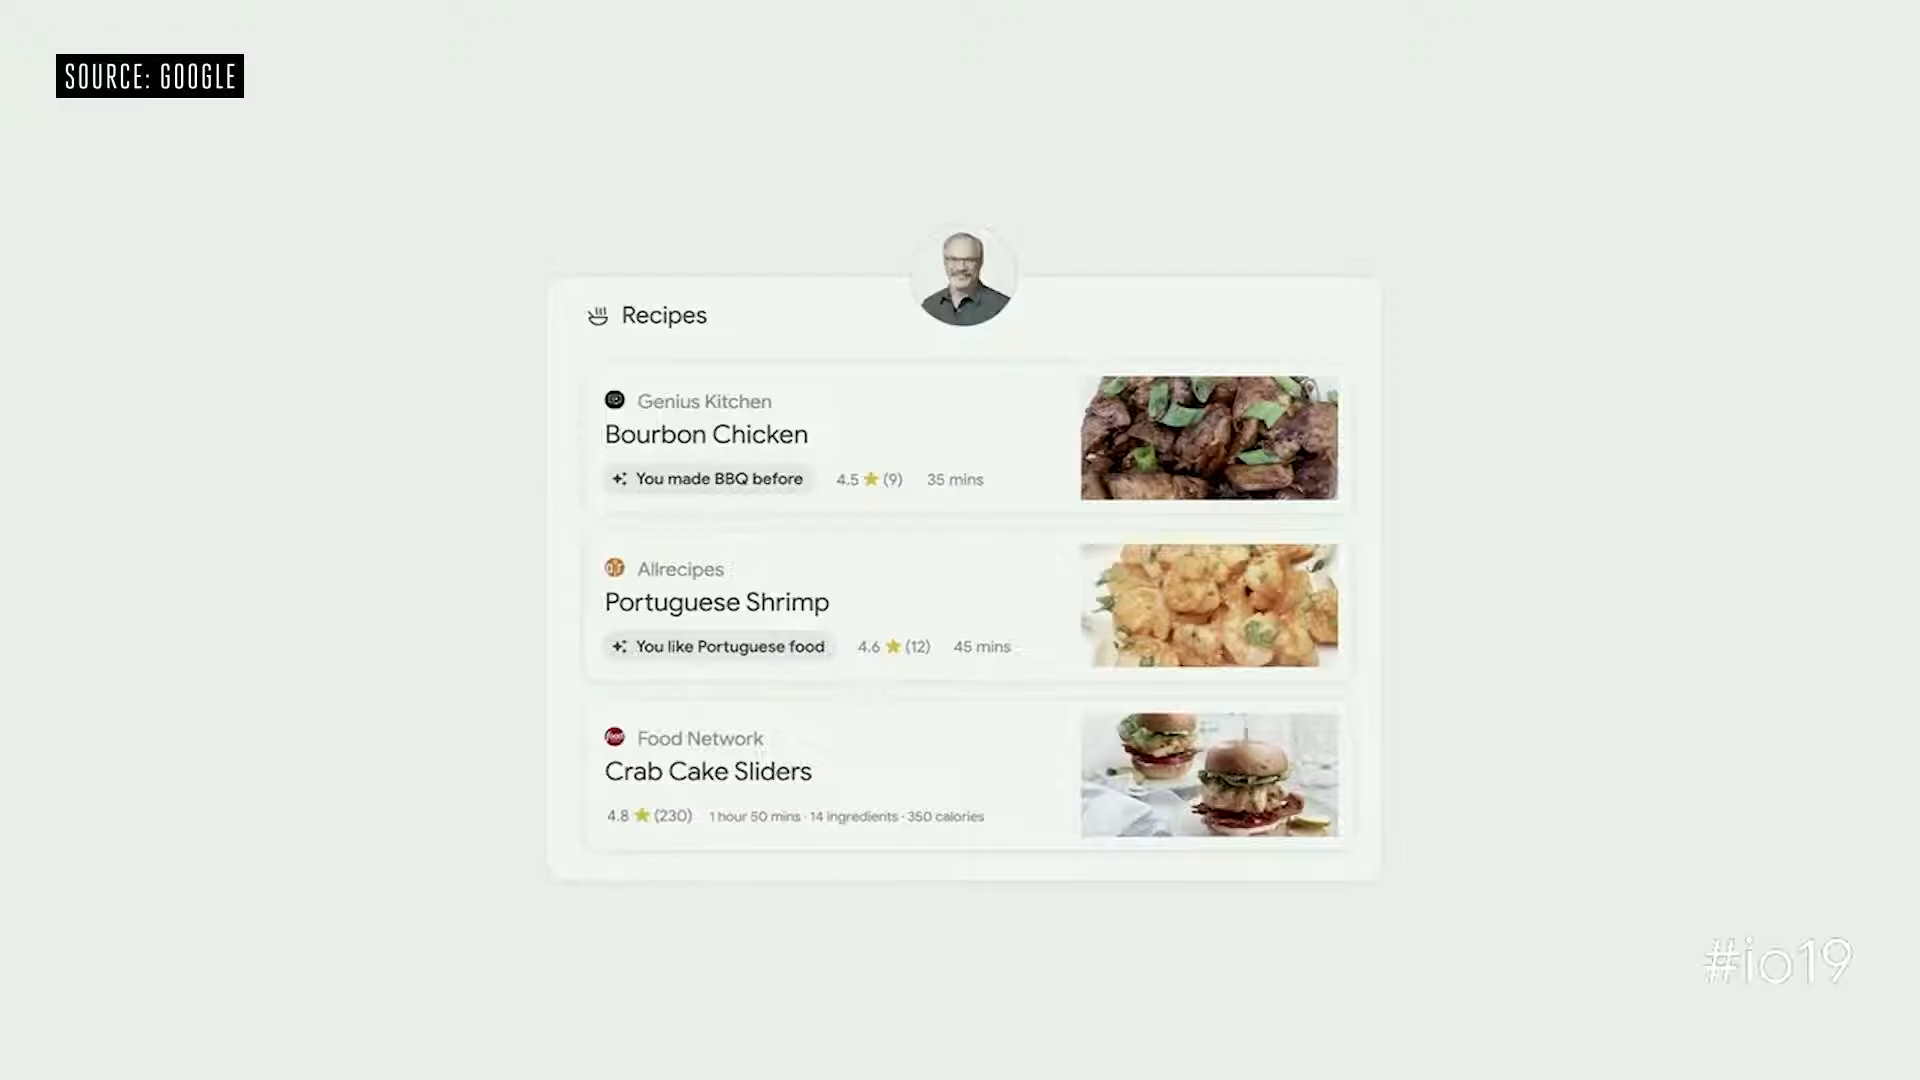 SOURCE: GOOGLE
Recipes
Genius Kitchen
Bourbon Chicken
You made BBQ before 4.5 ★ (9) 35 mins
Allrecipes
Portuguese Shrimp
You like Portuguese food 4.6 ★ (12) 45 mins
Food Network
Crab Cake Sliders
4.8 ★ (230) 1 hour 50 mins · 14 ingredients · 350 calories
#io19